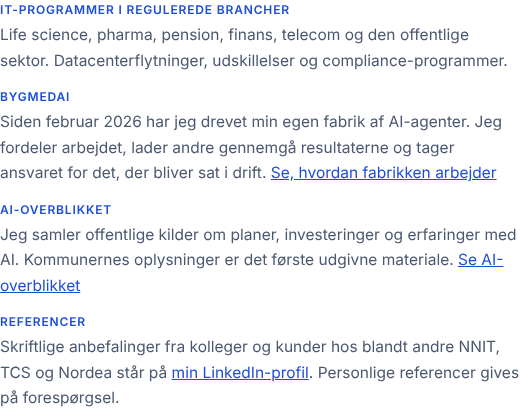 IT-PROGRAMMER I REGULEREDE BRANCHER
Life science, pharma, pension, finans, telecom og den offentlige
sektor. Datacenterflytninger, udskillelser og compliance-programmer.
BYGMEDAI
Siden februar 2026 har jeg drevet min egen fabrik af AI-agenter. Jeg
fordeler arbejdet, lader andre gennemgå resultaterne og tager
ansvaret for det, der bliver sat i drift. Se, hvordan fabrikken arbejder
AI-OVERBLIKKET
Jeg samler offentlige kilder om planer, investeringer og erfaringer med
AI. Kommunernes oplysninger er det første udgivne materiale. Se AI-
overblikket
REFERENCER
Skriftlige anbefalinger fra kolleger og kunder hos blandt andre NNIT,
TCS og Nordea står på min LinkedIn-profil. Personlige referencer gives
på forespørgsel.